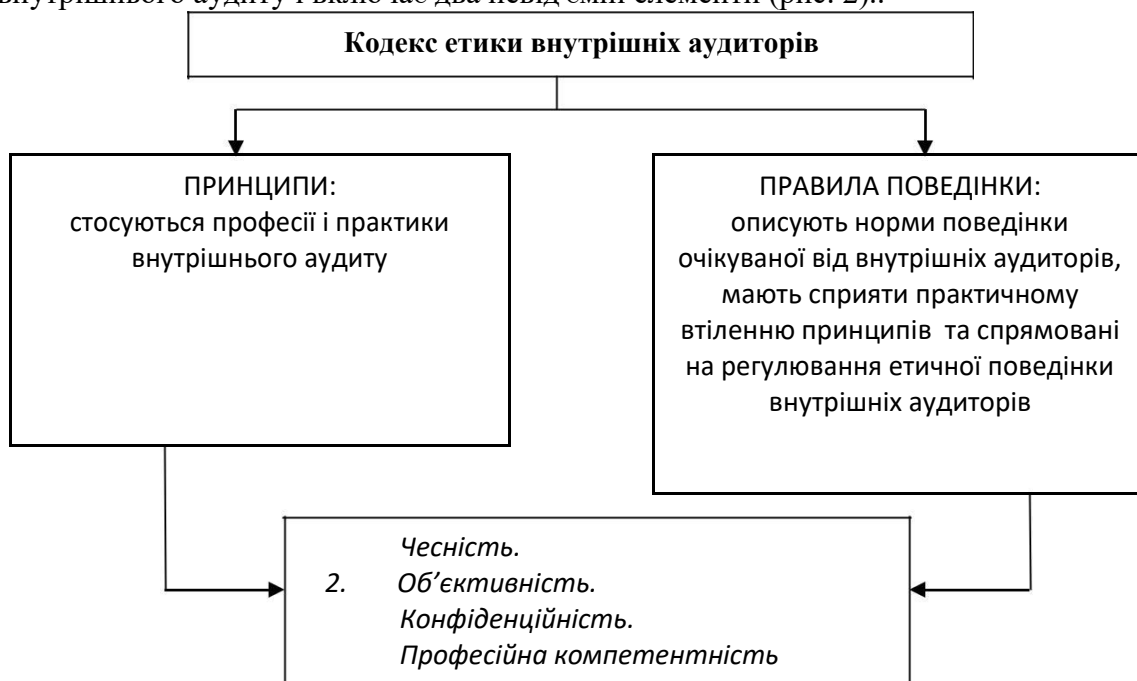 внутрішнього аудиту і включає два невід'ємні елементи (рис. 2)..
Кодекс етики внутрішніх аудиторів
ПРИНЦИПИ:
стосуються професії і практики
внутрішнього аудиту
ПРАВИЛА ПОВЕДІНКИ:
описують норми поведінки
очікуваної від внутрішніх аудиторів,
мають сприяти практичному
втіленню принципів та спрямовані
на регулювання етичної поведінки
внутрішніх аудиторів
Чесність.
2. Об’єктивність.
Конфіденційність.
Професійна компетентність